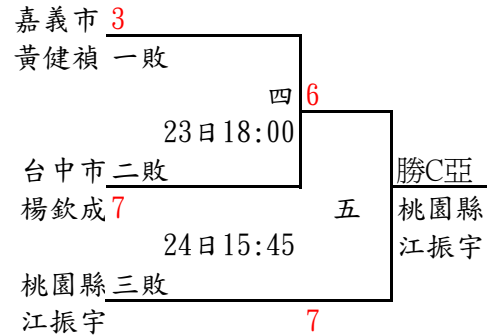 嘉義市 3
黃健禎 一敗
四 6
23日18:00
台中市 二敗 勝C亞
楊欽成 7 五 桃園縣
24日15:45 江振宇
桃園縣 三敗
江振宇 7